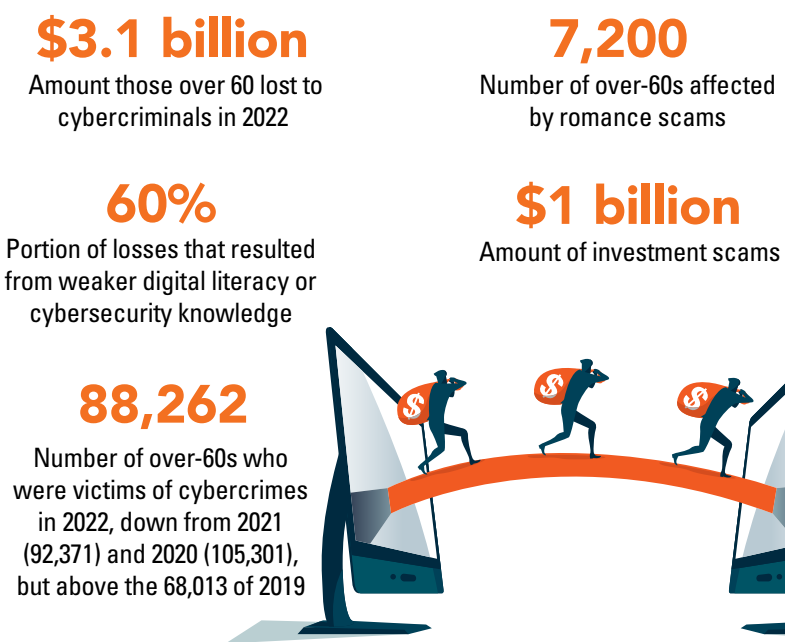 $3.1 billion
Amount those over 60 lost to
cybercriminals in 2022
60%
Portion of losses that resulted
from weaker digital literacy or
cybersecurity knowledge
88,262
Number of over-60s who
were victims of cybercrimes
in 2022, down from 2021
(92,371) and 2020 (105,301),
but above the 68,013 of 2019
7,200
Number of over-60s affected
by romance scams
$1 billion
Amount of investment scams
$
$
$